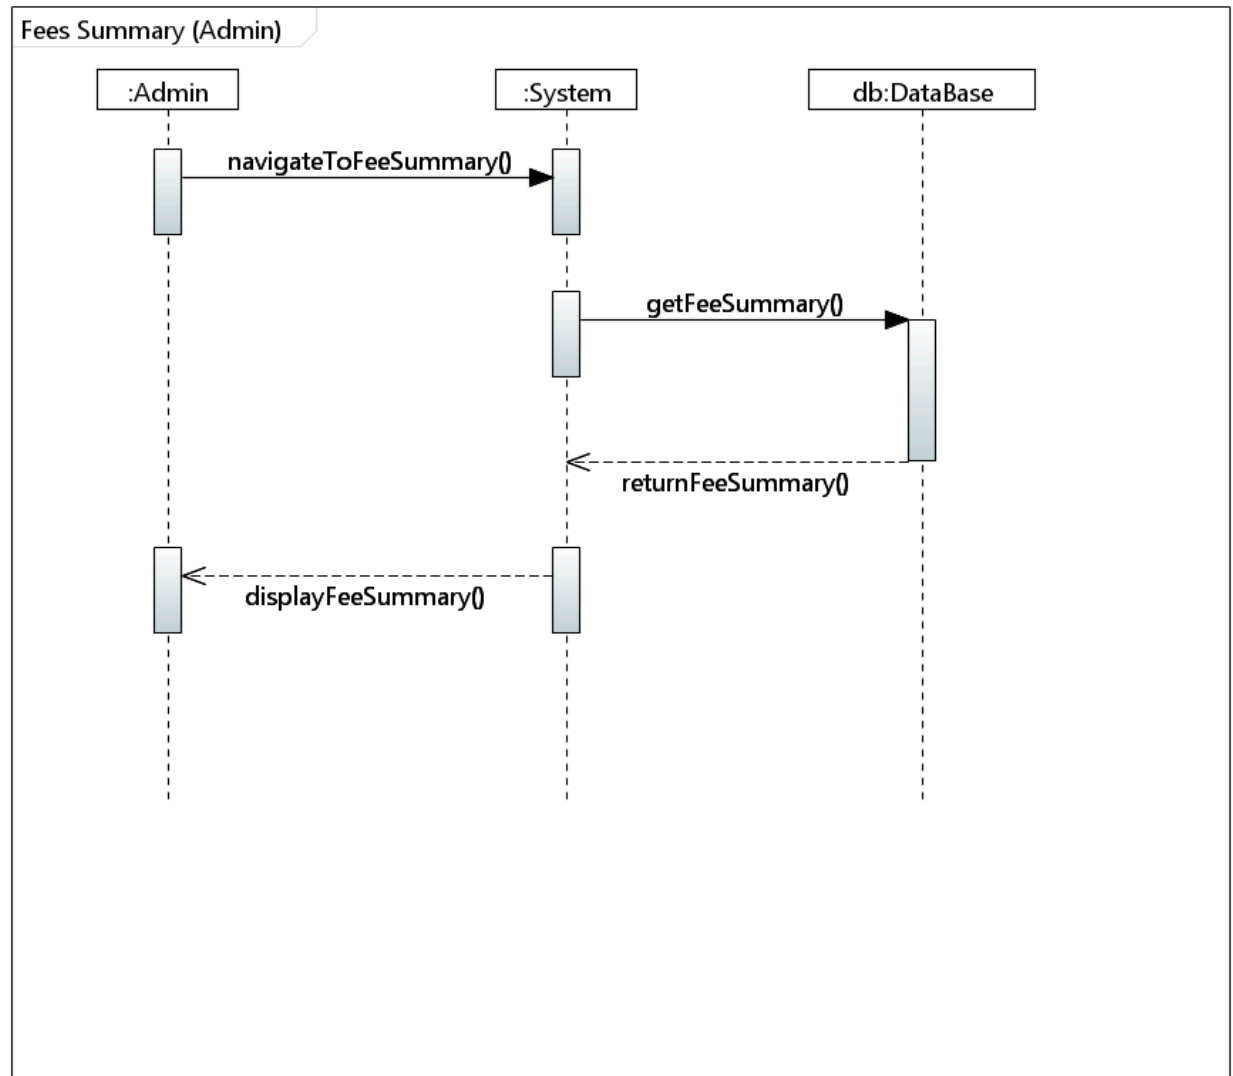 Fees Summary (Admin)
:Admin
:System
db:DataBase
navigateToFeeSummary()
getFeeSummary()
returnFeeSummary()
displayFeeSummary()